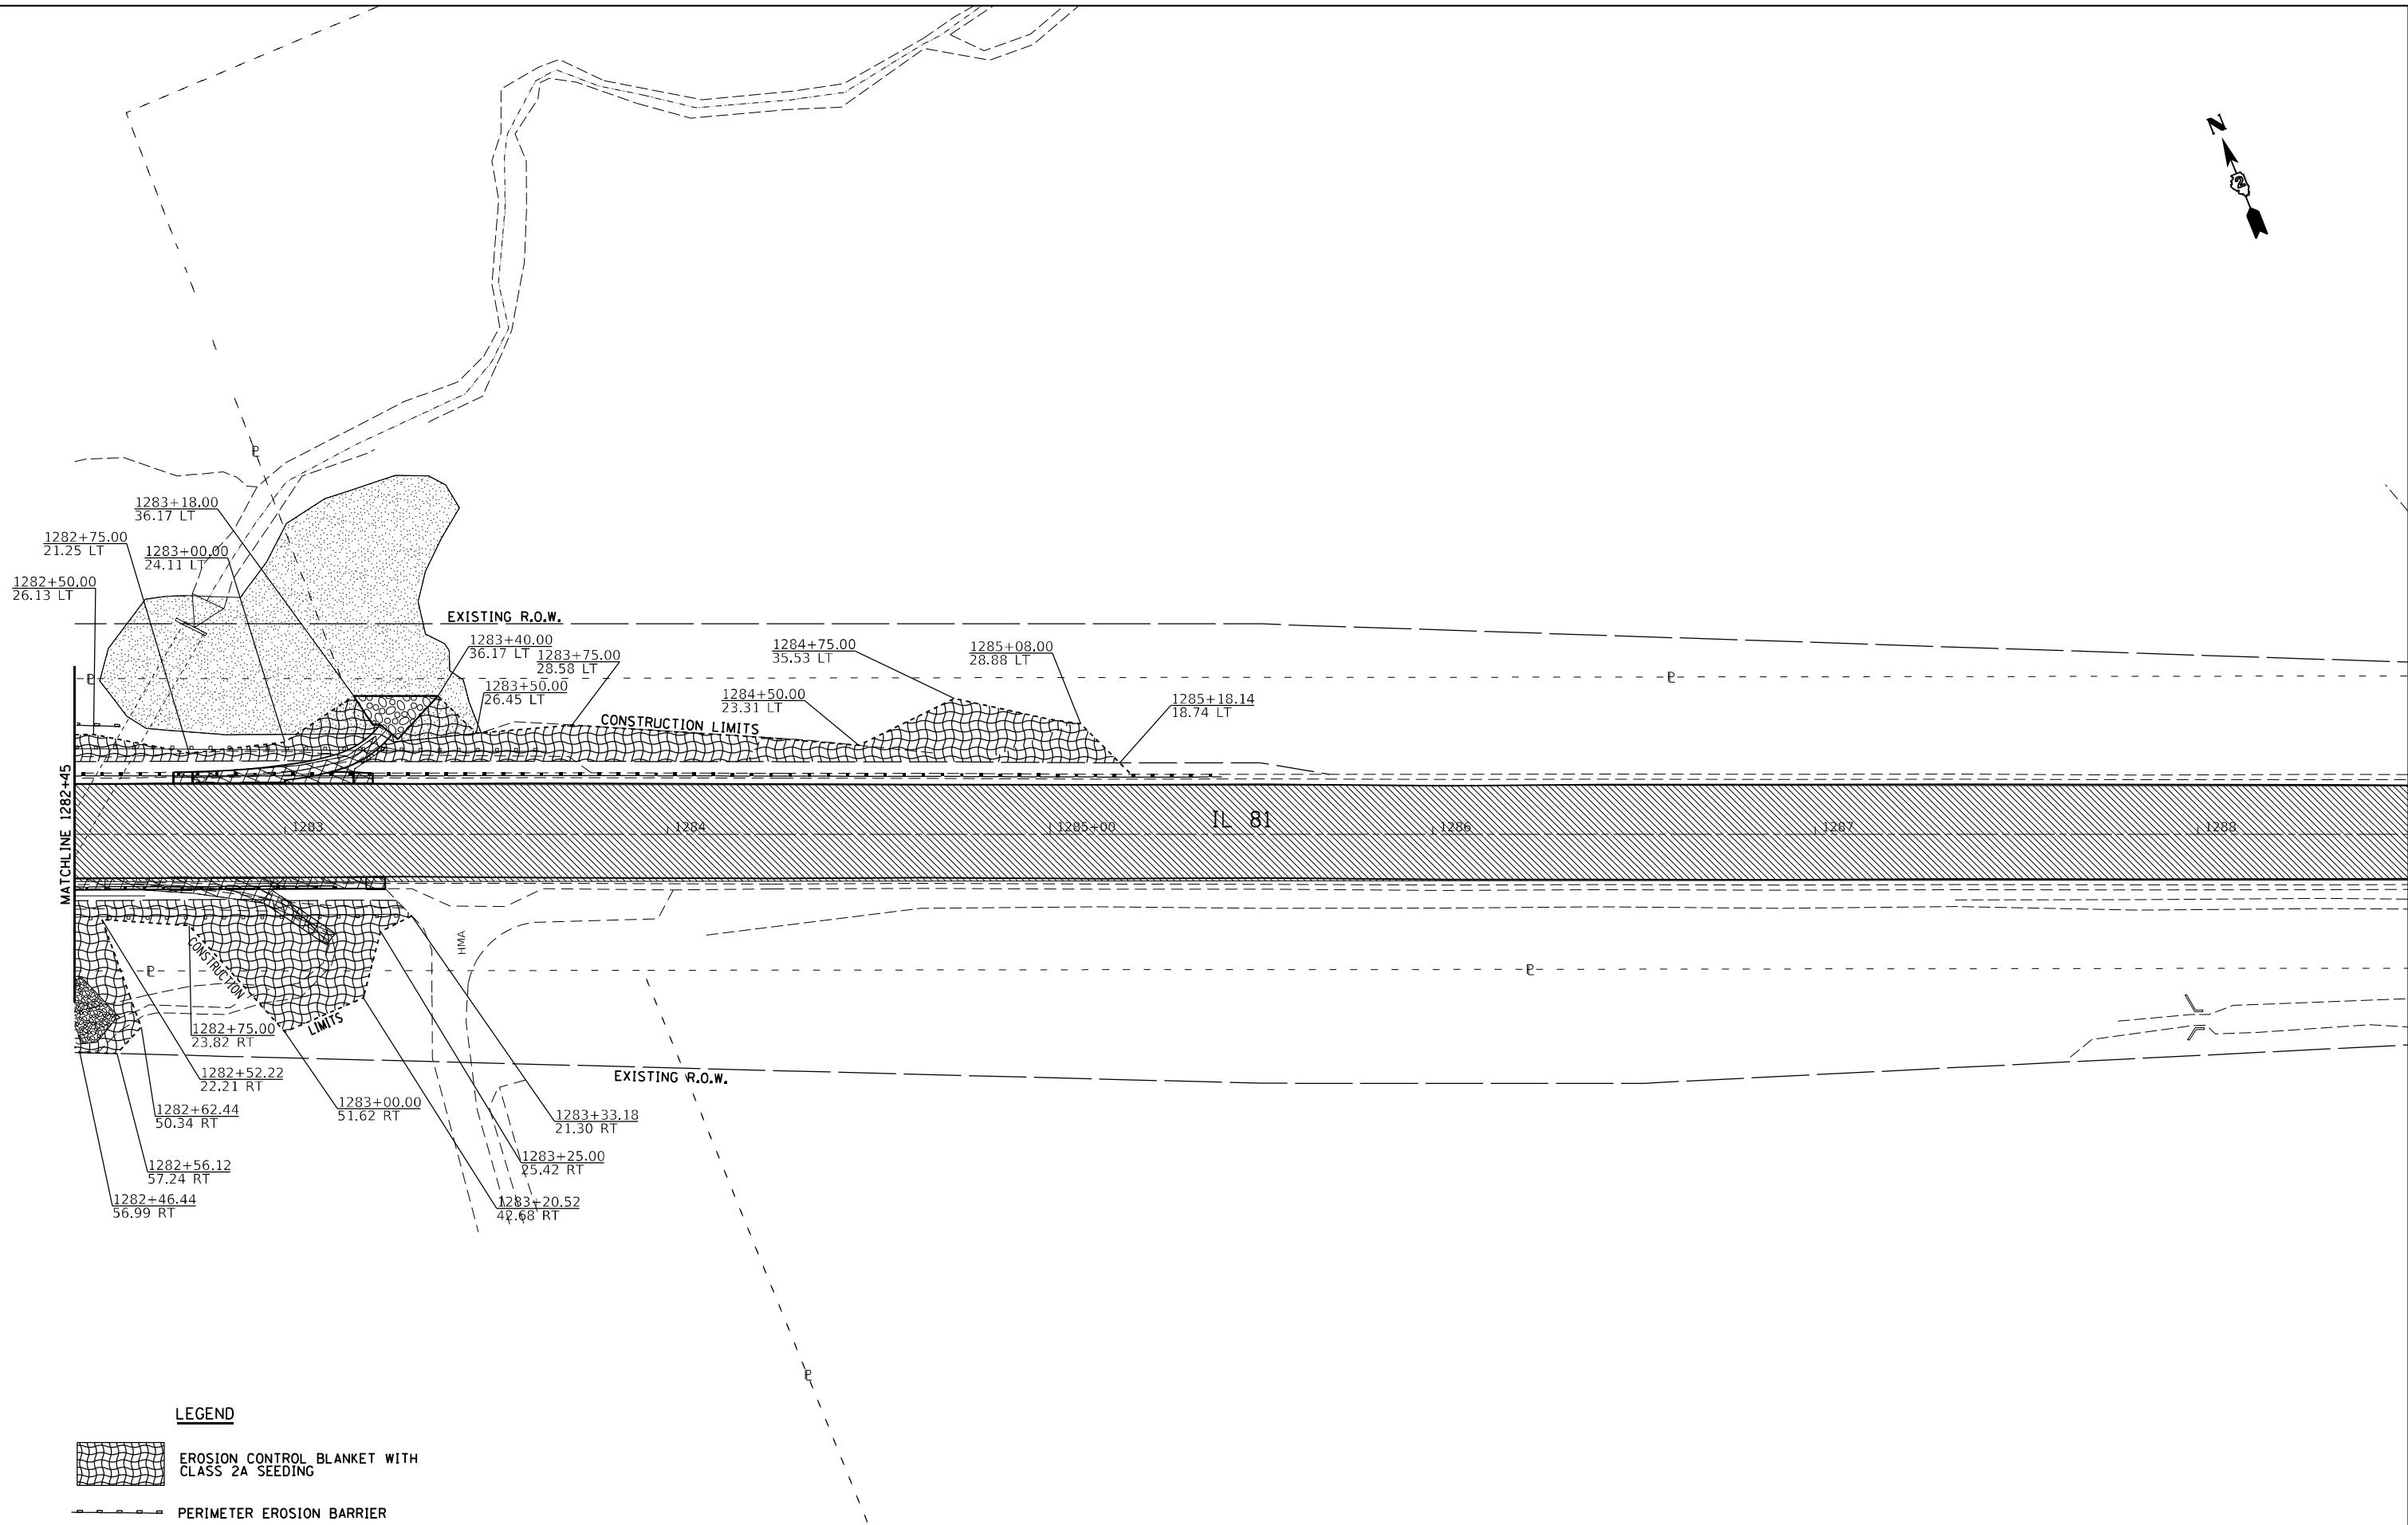 N
2
PL
1283+18.00
36.17 LT
1282+75.00
21.25 LT
1283+00.00
24.11 LT
1282+50.00
26.13 LT
EXISTING R.O.W.
1283+40.00
36.17 LT
1283+75.00
28.58 LT
1283+50.00
26.45 LT
1284+75.00
35.53 LT
1285+08.00
28.88 LT
1284+50.00
23.31 LT
1285+18.14
18.74 LT
PL
PL
CONSTRUCTION LIMITS
MATCHLINE 1282+45
1283
1284
1285+00
IL 81
1286
1287
1288
HMA
CONSTRUCTION
LIMITS
PL
PL
1282+75.00
23.82 RT
1282+52.22
22.21 RT
1282+62.44
50.34 RT
1282+56.12
57.24 RT
1282+46.44
56.99 RT
1283+00.00
51.62 RT
EXISTING R.O.W.
1283+33.18
21.30 RT
1283+25.00
25.42 RT
1283+20.52
42.68 RT
PL
LEGEND
EROSION CONTROL BLANKET WITH
CLASS 2A SEEDING
PERIMETER EROSION BARRIER